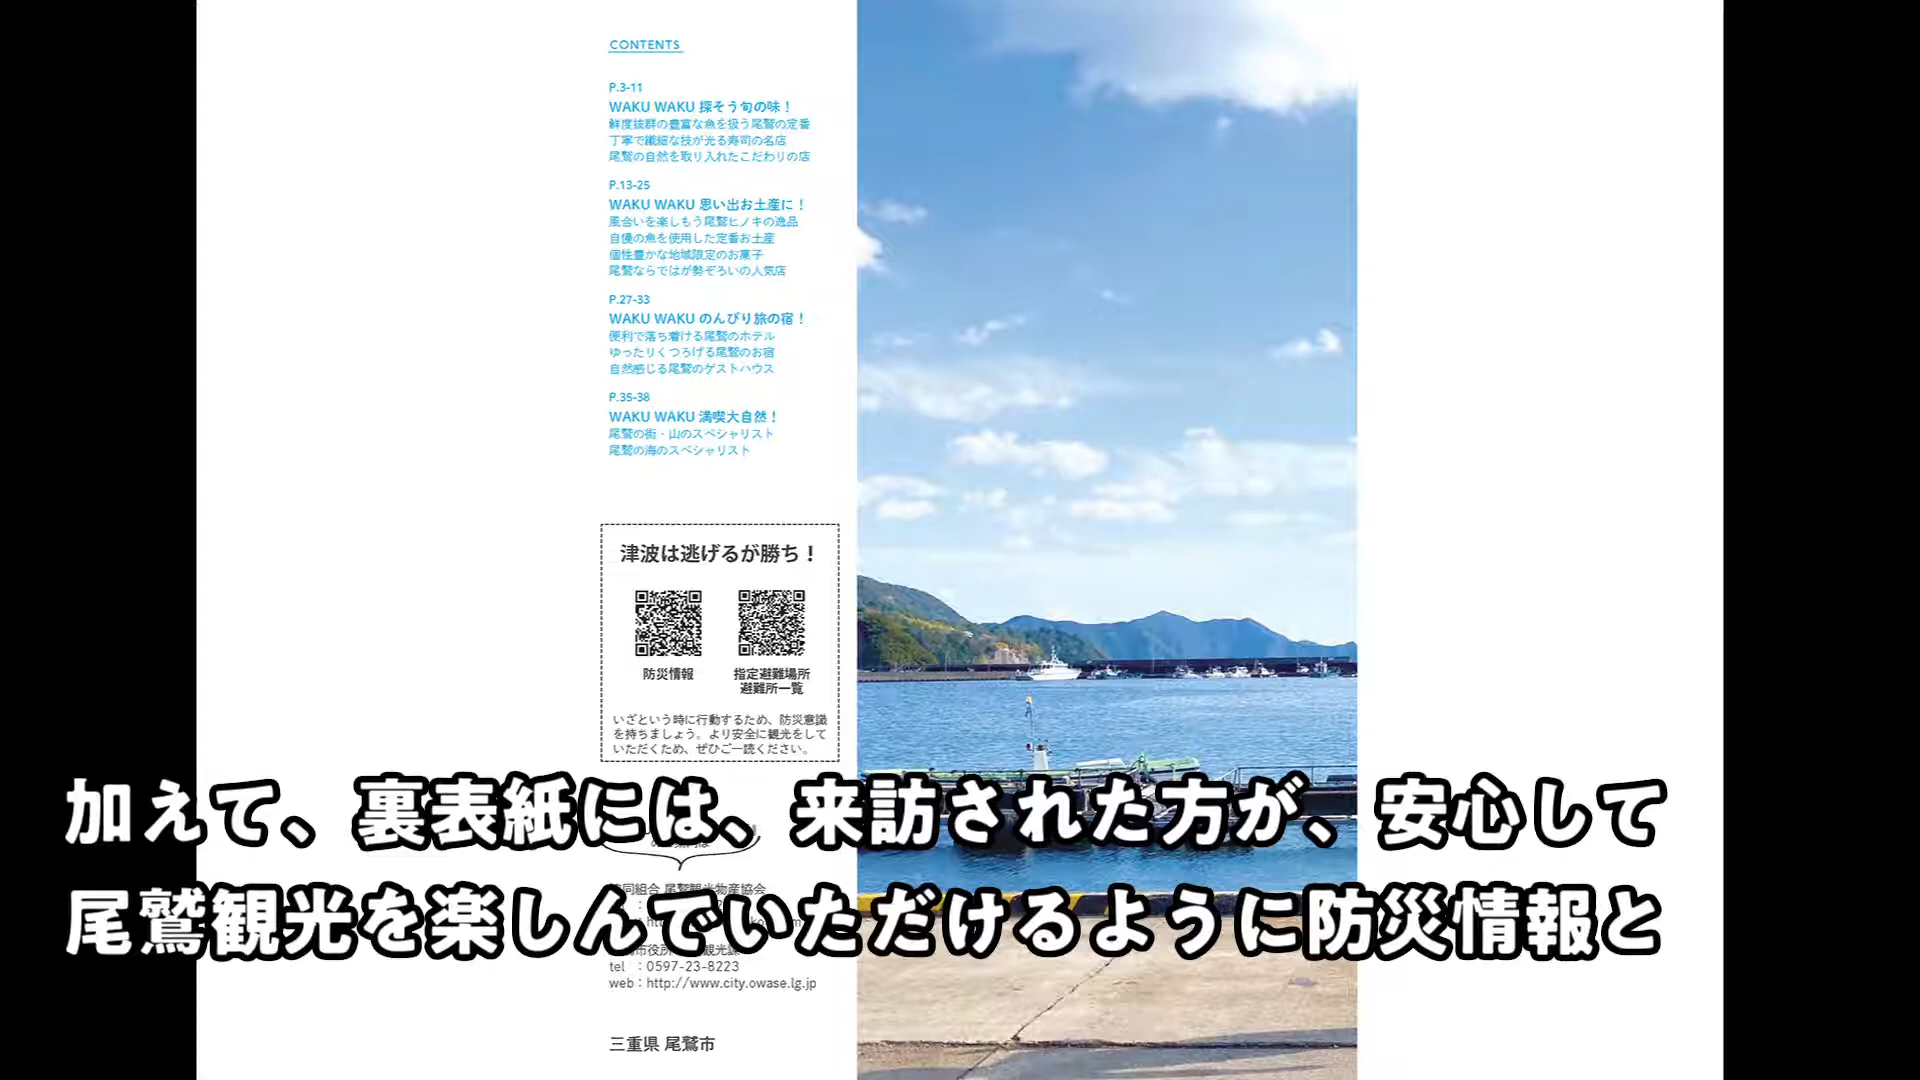 CONTENTS
P.3-11
WAKU WAKU 探そう旬の味！
鮮度抜群の豊富な魚を扱う尾鷲の定番
丁寧で繊細な技が光る寿司の名店
尾鷲の自然を取り入れたこだわりの店
P.13-25
WAKU WAKU 思い出お土産に！
風合いを楽しもう尾鷲ヒノキの逸品
自慢の魚を使用した定番お土産
個性豊かな地域限定のお菓子
尾鷲ならではが勢ぞろいの人気店
P.27-33
WAKU WAKU のんびり旅の宿！
便利で落ち着ける尾鷲のホテル
ゆったりくつろげる尾鷲のお宿
自然感じる尾鷲のゲストハウス
P.35-38
WAKU WAKU 満喫大自然！
尾鷲の街・山のスペシャリスト
尾鷲の海のスペシャリスト
津波は逃げるが勝ち！
防災情報
指定避難場所
避難所一覧
いざという時に行動するため、防災意識
を持ちましょう。より安全に観光をして
いただくため、ぜひご一読ください。
加えて、裏表紙には、来訪された方が、安心して
尾鷲観光を楽しんでいただけるように防災情報と
同組合 尾鷲観光物産協会
市役所
tel ：0597-23-8223
web：http://www.city.owase.lg.jp
三重県 尾鷲市